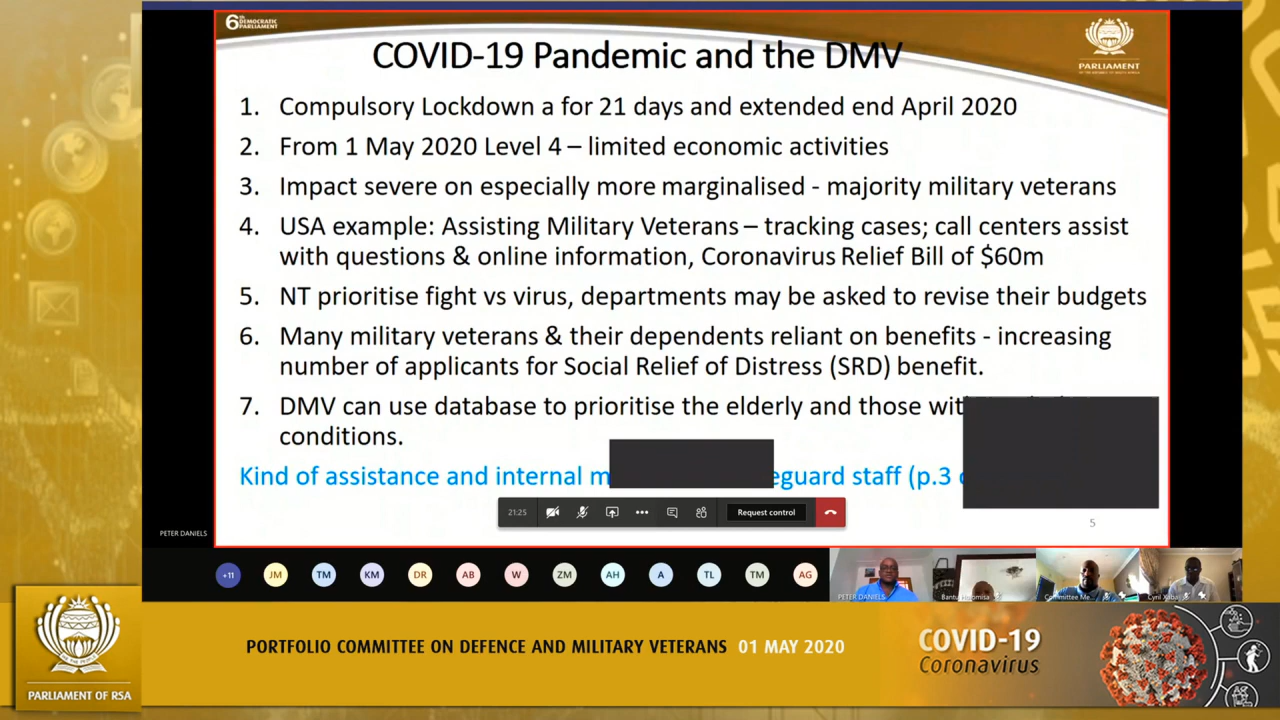 6th DEMOCRATIC PARLIAMENT
COVID-19 Pandemic and the DMV
PARLIAMENT
1. Compulsory Lockdown a for 21 days and extended end April 2020
2. From 1 May 2020 Level 4 – limited economic activities
3. Impact severe on especially more marginalised - majority military veterans
4. USA example: Assisting Military Veterans – tracking cases; call centers assist
with questions & online information, Coronavirus Relief Bill of $60m
5. NT prioritise fight vs virus, departments may be asked to revise their budgets
6. Many military veterans & their dependents reliant on benefits - increasing
number of applicants for Social Relief of Distress (SRD) benefit.
7. DMV can use database to prioritise the elderly and those
conditions.
Kind of assistance and internal staff (p.3
21:25
Request control
5
PETER DANIELS
+11 JM TM KM DR AB W ZM AH A TL TM AG
PETER DANIELS
Committee Me...
PORTFOLIO COMMITTEE ON DEFENCE AND MILITARY VETERANS 01 MAY 2020
COVID-19
Coronavirus
PARLIAMENT OF RSA